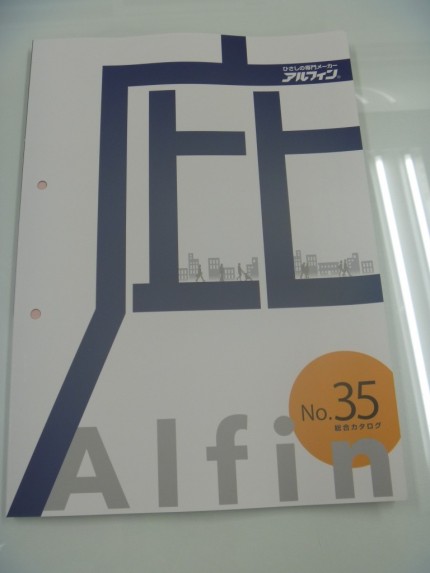 ひさしの専門メーカー
アルフィン®
庇
No.35
総合カタログ
Alfin